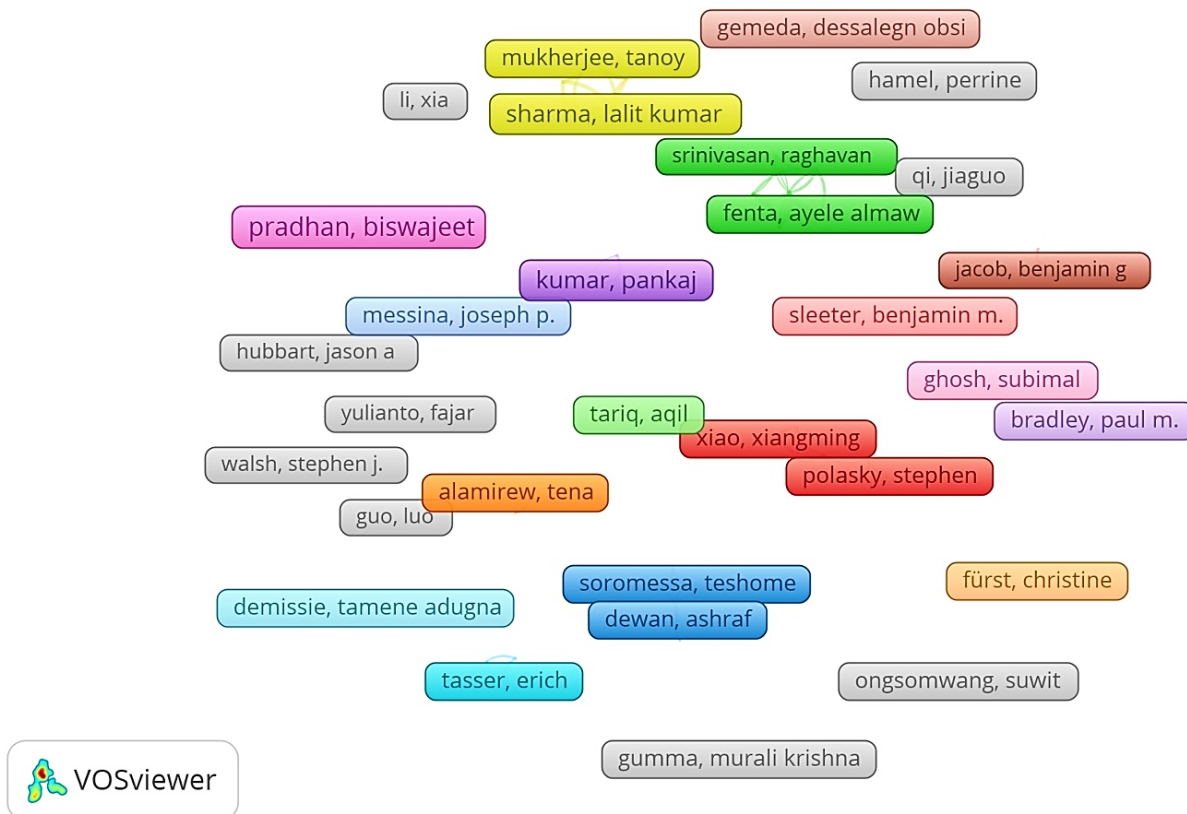 gemeda, dessalegn obsi
mukherjee, tanoy
hamel, perrine
li, xia
sharma, lalit kumar
srinivasan, raghavan
qi, jiaguo
fenta, ayele almaw
pradhan, biswajeet
jacob, benjamin g
kumar, pankaj
messina, joseph p.
sleeter, benjamin m.
hubbart, jason a
ghosh, subimal
yulianto, fajar
tariq, aqil
bradley, paul m.
xiao, xiangming
walsh, stephen j.
polasky, stephen
alamirew, tena
guo, luo
soromessa, teshome
fürst, christine
demissie, tamene adugna
dewan, ashraf
tasser, erich
ongsomwang, suwit
gumma, murali krishna
VOSviewer